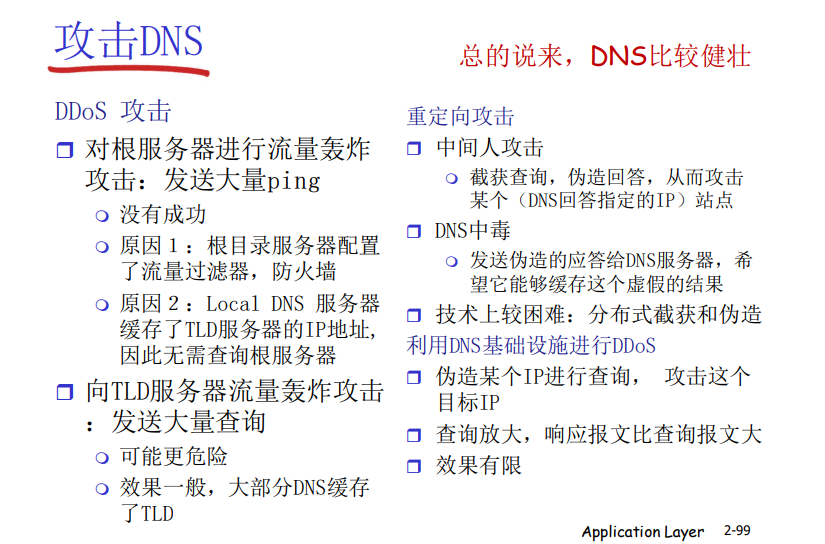 攻击DNS
总的说来，DNS比较健壮
DDoS 攻击
对根服务器进行流量轰炸
攻击：发送大量ping
没有成功
原因１：根目录服务器配置
了流量过滤器，防火墙
原因２：Local DNS 服务器
缓存了TLD服务器的IP地址,
因此无需查询根服务器
向TLD服务器流量轰炸攻击
：发送大量查询
可能更危险
效果一般，大部分DNS缓存
了TLD
重定向攻击
中间人攻击
截获查询，伪造回答，从而攻击
某个（DNS回答指定的IP）站点
DNS中毒
发送伪造的应答给DNS服务器，希
望它能够缓存这个虚假的结果
技术上较困难：分布式截获和伪造
利用DNS基础设施进行DDoS
伪造某个IP进行查询， 攻击这个
目标IP
查询放大，响应报文比查询报文大
效果有限
Application Layer 2-99